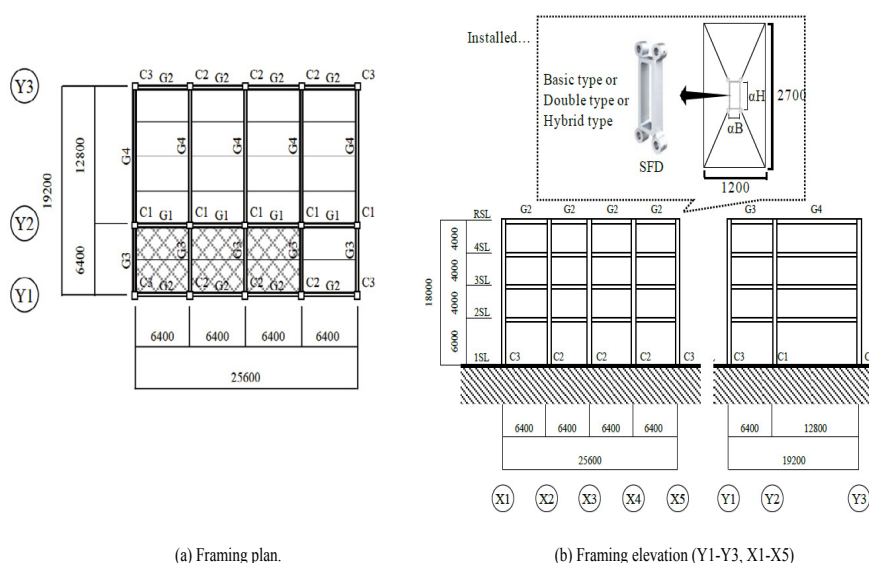 Y3
Y2
Y1
19200
12800
6400
C3 G2 C2 G2 C2 G2 C2 G2 C3
G4 G4 G4 G4
C1 G1 C1 G1 C1 G1 C1 G1 C1
G3 G3 G3 G3
C3 G2 C2 G2 C2 G2 C2 G2 C3
6400 6400 6400 6400
25600
(a) Framing plan.
Installed…
Basic type or
Double type or
Hybrid type
SFD
αH
αB
2700
1200
G2 G2 G2 G2
G3 G4
RSL
4SL
3SL
2SL
1SL
4000
4000
4000
6000
18000
C3 C2 C2 C2 C3
C3 C1
6400 6400 6400 6400
25600
6400 12800
19200
X1 X2 X3 X4 X5
Y1 Y2 Y3
(b) Framing elevation (Y1-Y3, X1-X5)